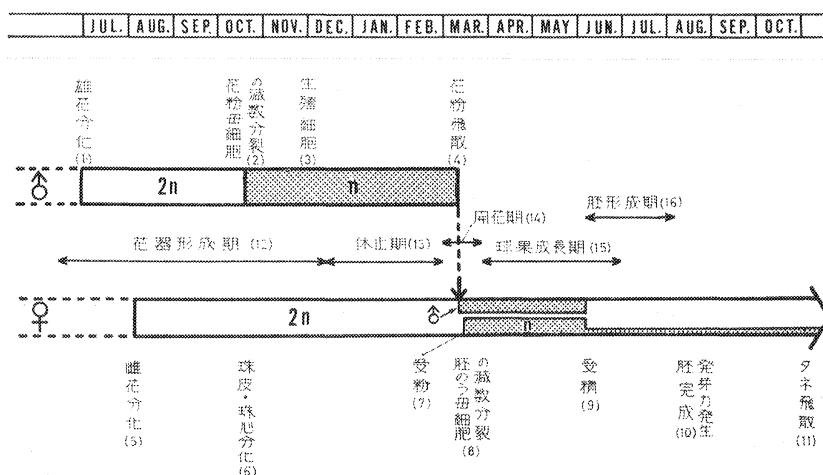 JUL. AUG. SEP. OCT. NOV. DEC. JAN. FEB. MAR. APR. MAY JUN. JUL. AUG. SEP. OCT.
雄花分化(1)
花粉母細胞の減数分裂(2)
生殖細胞(3)
花粉飛散(4)
♂ 2n n
開花期(14)
胚形成期(16)
花器形成期(12)
休止期(13)
球果成長期(15)
♀ 2n ♂ n
雌花分化(5)
珠皮・珠心分化(6)
受粉(7)
胚のう母細胞の減数分裂(8)
受精(9)
胚完成(10)
発芽力発生
タネ飛散(11)